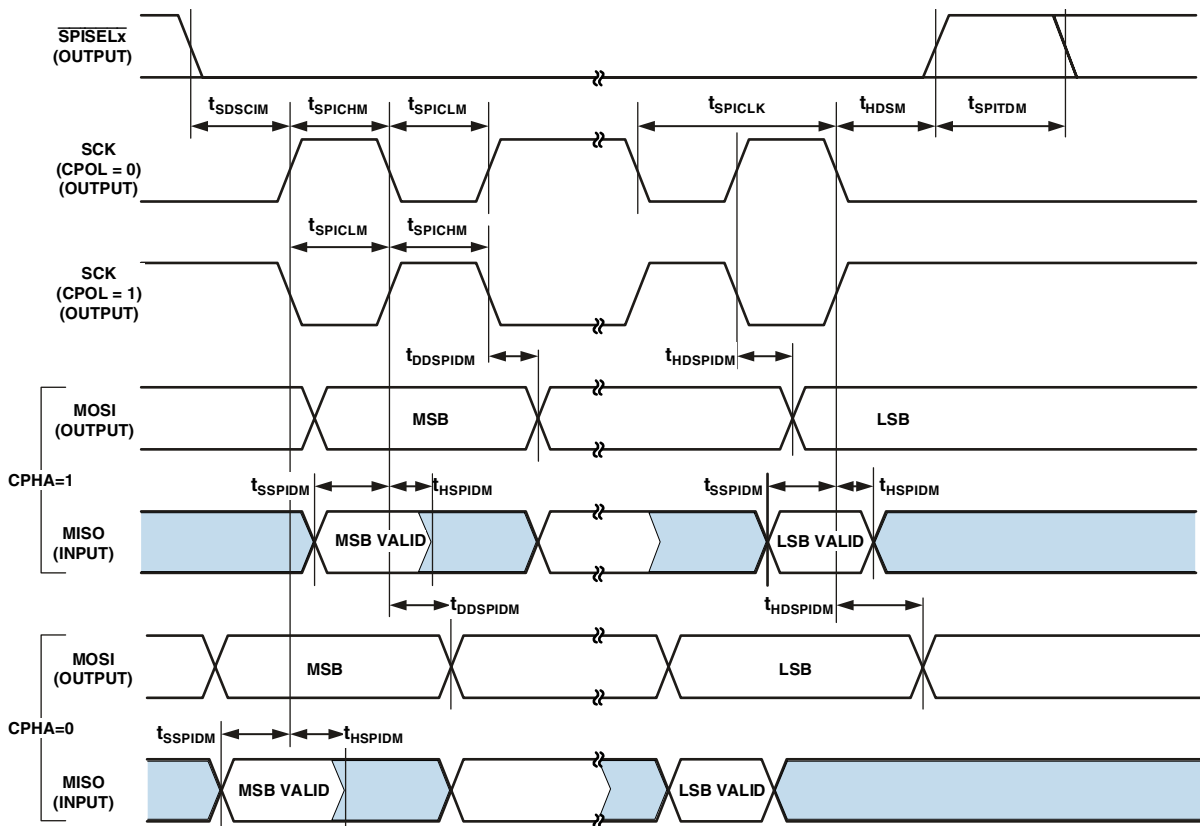 SPISELx
(OUTPUT)
tSDSCIM tSPICHM tSPICLM tSPICLK tHDSM tSPITDM
SCK
(CPOL = 0)
(OUTPUT)
tSPICLM tSPICHM
SCK
(CPOL = 1)
(OUTPUT)
tDDSPIDM tHDSPIDM
MOSI
(OUTPUT)
MSB LSB
CPHA=1
tSSPIDM tHSPIDM tSSPIDM tHSPIDM
MISO
(INPUT)
MSB VALID LSB VALID
tDDSPIDM tHDSPIDM
MOSI
(OUTPUT)
MSB LSB
CPHA=0
tSSPIDM tHSPIDM
MISO
(INPUT)
MSB VALID LSB VALID